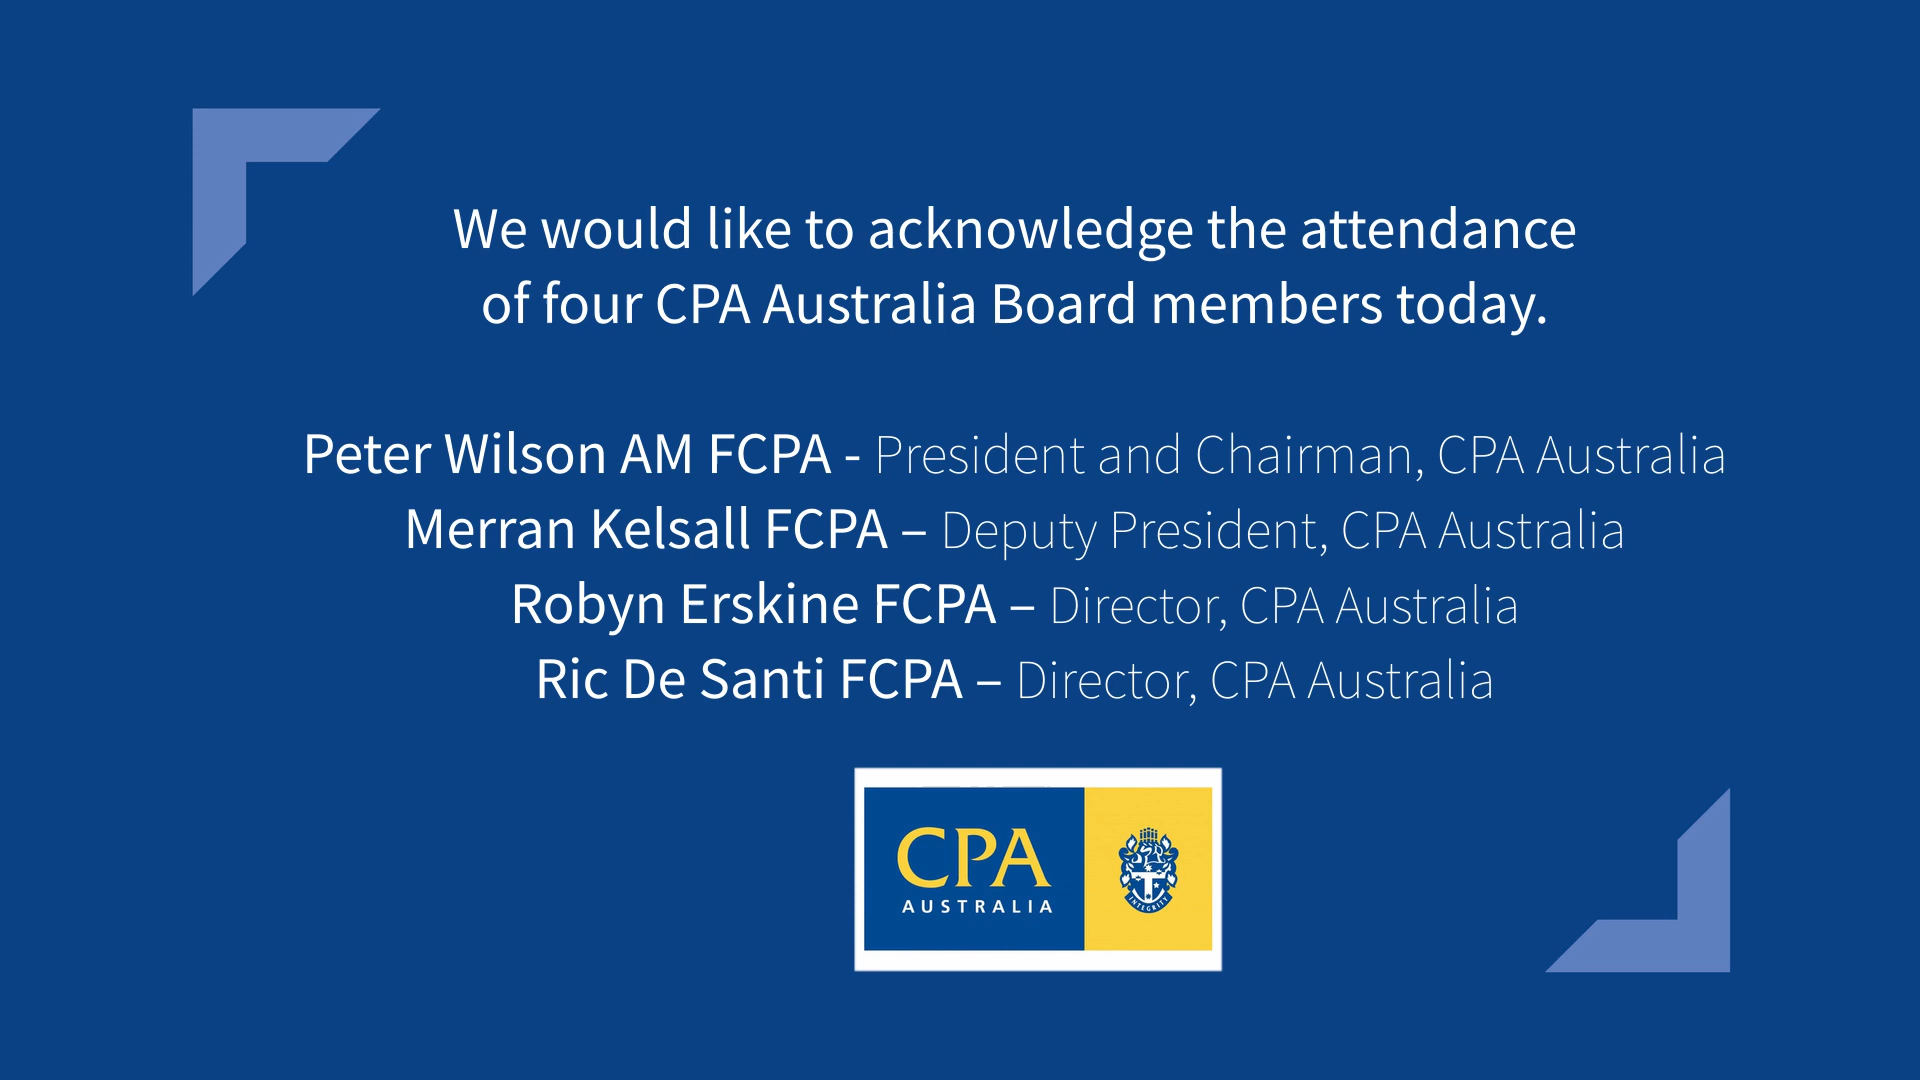 We would like to acknowledge the attendance
of four CPA Australia Board members today.
Peter Wilson AM FCPA - President and Chairman, CPA Australia
Merran Kelsall FCPA – Deputy President, CPA Australia
Robyn Erskine FCPA – Director, CPA Australia
Ric De Santi FCPA – Director, CPA Australia
CPA
AUSTRALIA
INTEGRITY